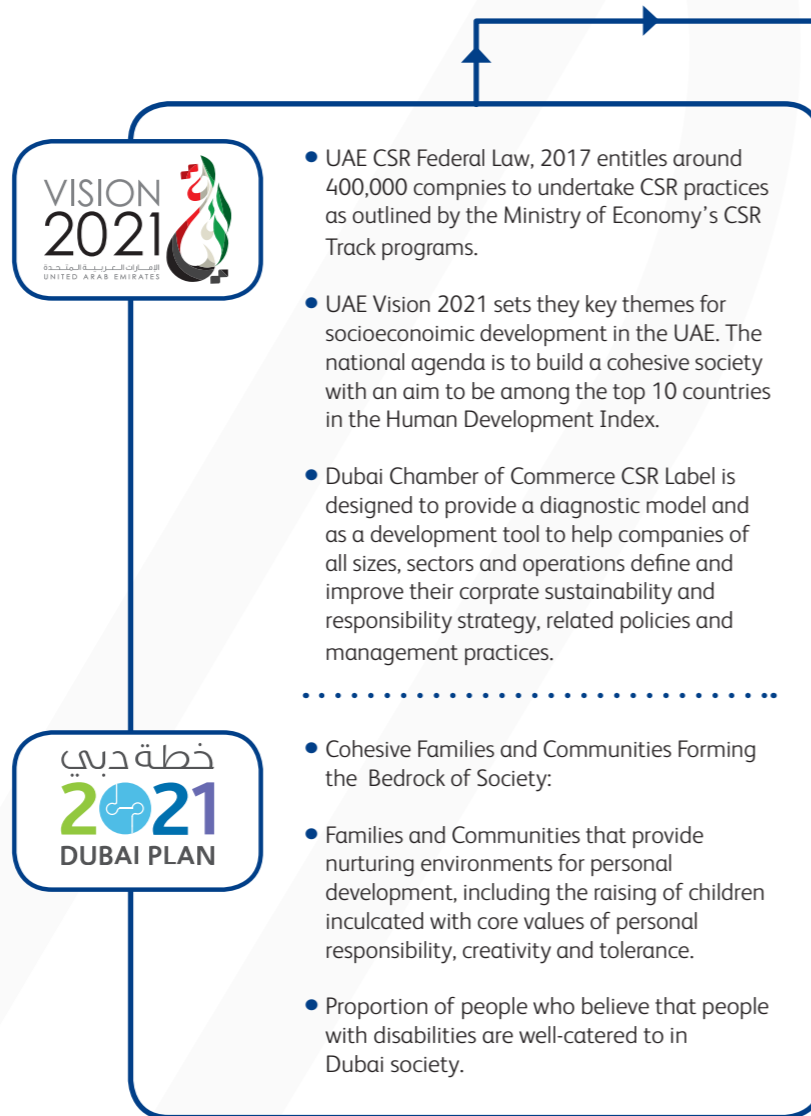 VISION
2021
الإمارات العربية المتحدة
UNITED ARAB EMIRATES
• UAE CSR Federal Law, 2017 entitles around
400,000 compnies to undertake CSR practices
as outlined by the Ministry of Economy’s CSR
Track programs.
• UAE Vision 2021 sets they key themes for
socioeconoimic development in the UAE. The
national agenda is to build a cohesive society
with an aim to be among the top 10 countries
in the Human Development Index.
• Dubai Chamber of Commerce CSR Label is
designed to provide a diagnostic model and
as a development tool to help companies of
all sizes, sectors and operations define and
improve their corprate sustainability and
responsibility strategy, related policies and
management practices.
خطة دبي
2021
DUBAI PLAN
• Cohesive Families and Communities Forming
the Bedrock of Society:
• Families and Communities that provide
nurturing environments for personal
development, including the raising of children
inculcated with core values of personal
responsibility, creativity and tolerance.
• Proportion of people who believe that people
with disabilities are well-catered to in
Dubai society.